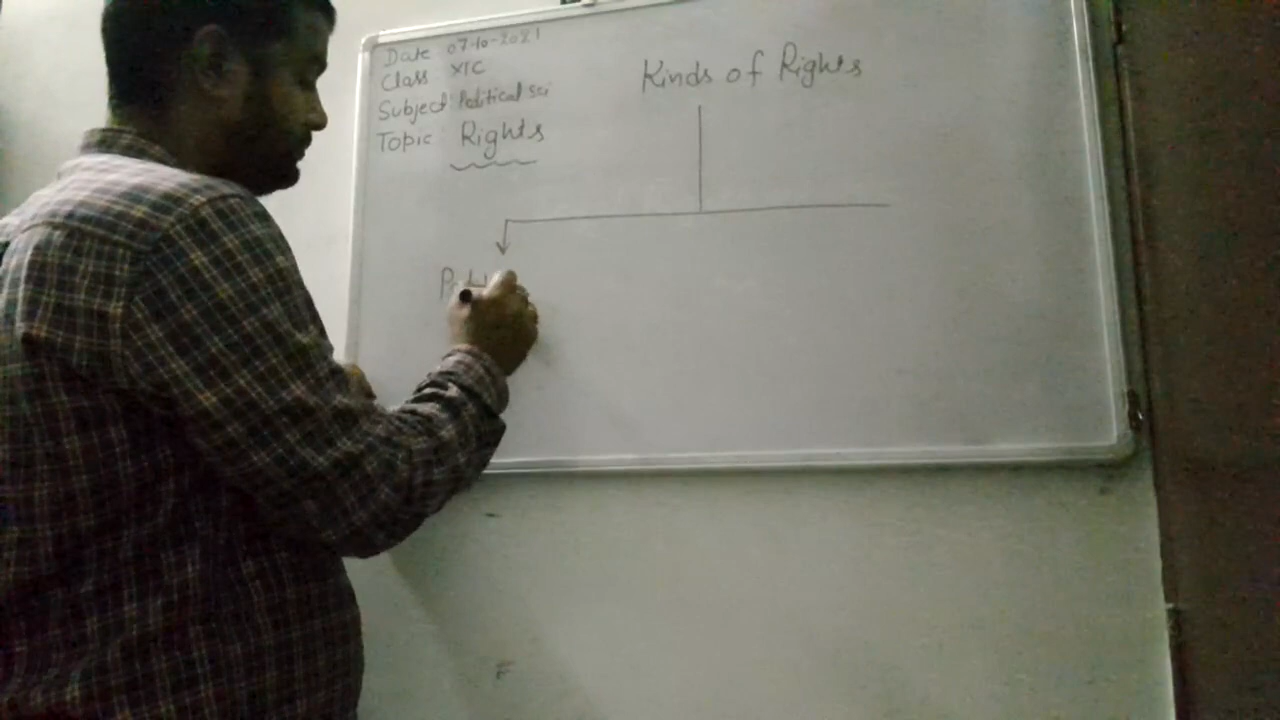 Date 07-10-2021
Class XIC
Subject Political sci
Topic Rights
Kinds of Rights